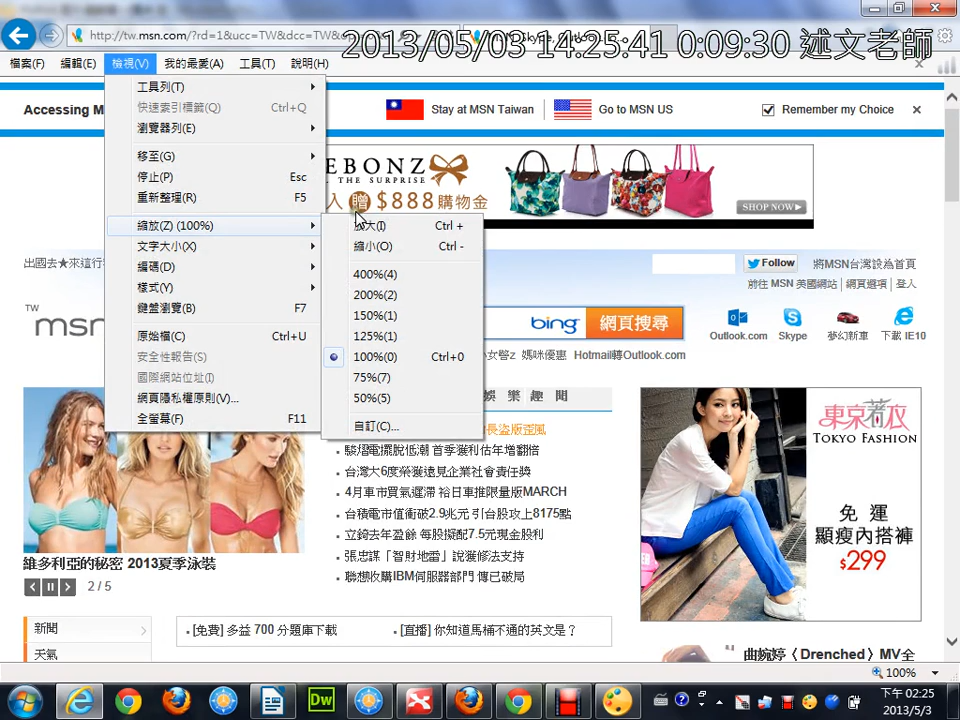 http://tw.msn.com/?rd=1&ucc=TW&dcc=TW&
2013/05/03 14:25:41 0:09:30 述文老師
檔案(F) 編輯(E) 檢視(V) 我的最愛(A) 工具(T) 說明(H)
Accessing M
Stay at MSN Taiwan
Go to MSN US
Remember my Choice
工具列(T)
快速索引標籤(Q) Ctrl+Q
瀏覽器列(E)
移至(G)
停止(P) Esc
重新整理(R) F5
縮放(Z) (100%)
文字大小(X)
編碼(D)
樣式(Y)
鍵盤瀏覽(B) F7
原始檔(C) Ctrl+U
安全性報告(S)
國際網站位址(I)
網頁隱私權原則(V)...
全螢幕(F) F11
放大(I) Ctrl +
縮小(O) Ctrl -
400%(4)
200%(2)
150%(1)
125%(1)
100%(0) Ctrl+0
75%(7)
50%(5)
自訂(C)...
EBONZ
THE SURPRISE
入 贈 $888購物金
SHOP NOW
出國去★來這行
Follow
將MSN台灣設為首頁
前往 MSN 英國網站 | 網頁選項 | 登入
TW
msn
bing
網頁搜尋
Outlook.com
Skype
夢幻新車
下載 IE10
小女警z 媽咪優惠 Hotmail轉Outlook.com
娛 樂 趣 聞
長盜版歪風
駿熠電擺脫低潮 首季獲利估年增翻倍
台灣大6度榮獲遠見企業社會責任獎
4月車市買氣遲滯 裕日車推限量版MARCH
台積電市值衝破2.9兆元 引台股攻上8175點
立錡去年盈餘 每股擬配7.5元現金股利
張忠謀「智財地雷」說獲修法支持
聯想收購IBM伺服器部門 傳已破局
維多利亞的秘密 2013夏季泳裝
2 / 5
東京著衣
TOKYO FASHION
免 運
顯瘦內搭褲
$299
新聞
天氣
[免費] 多益 700 分題庫下載
[直播] 你知道馬桶不通的英文是？
曲婉婷〈Drenched〉MV全
100%
Dw
下午 02:25
2013/5/3